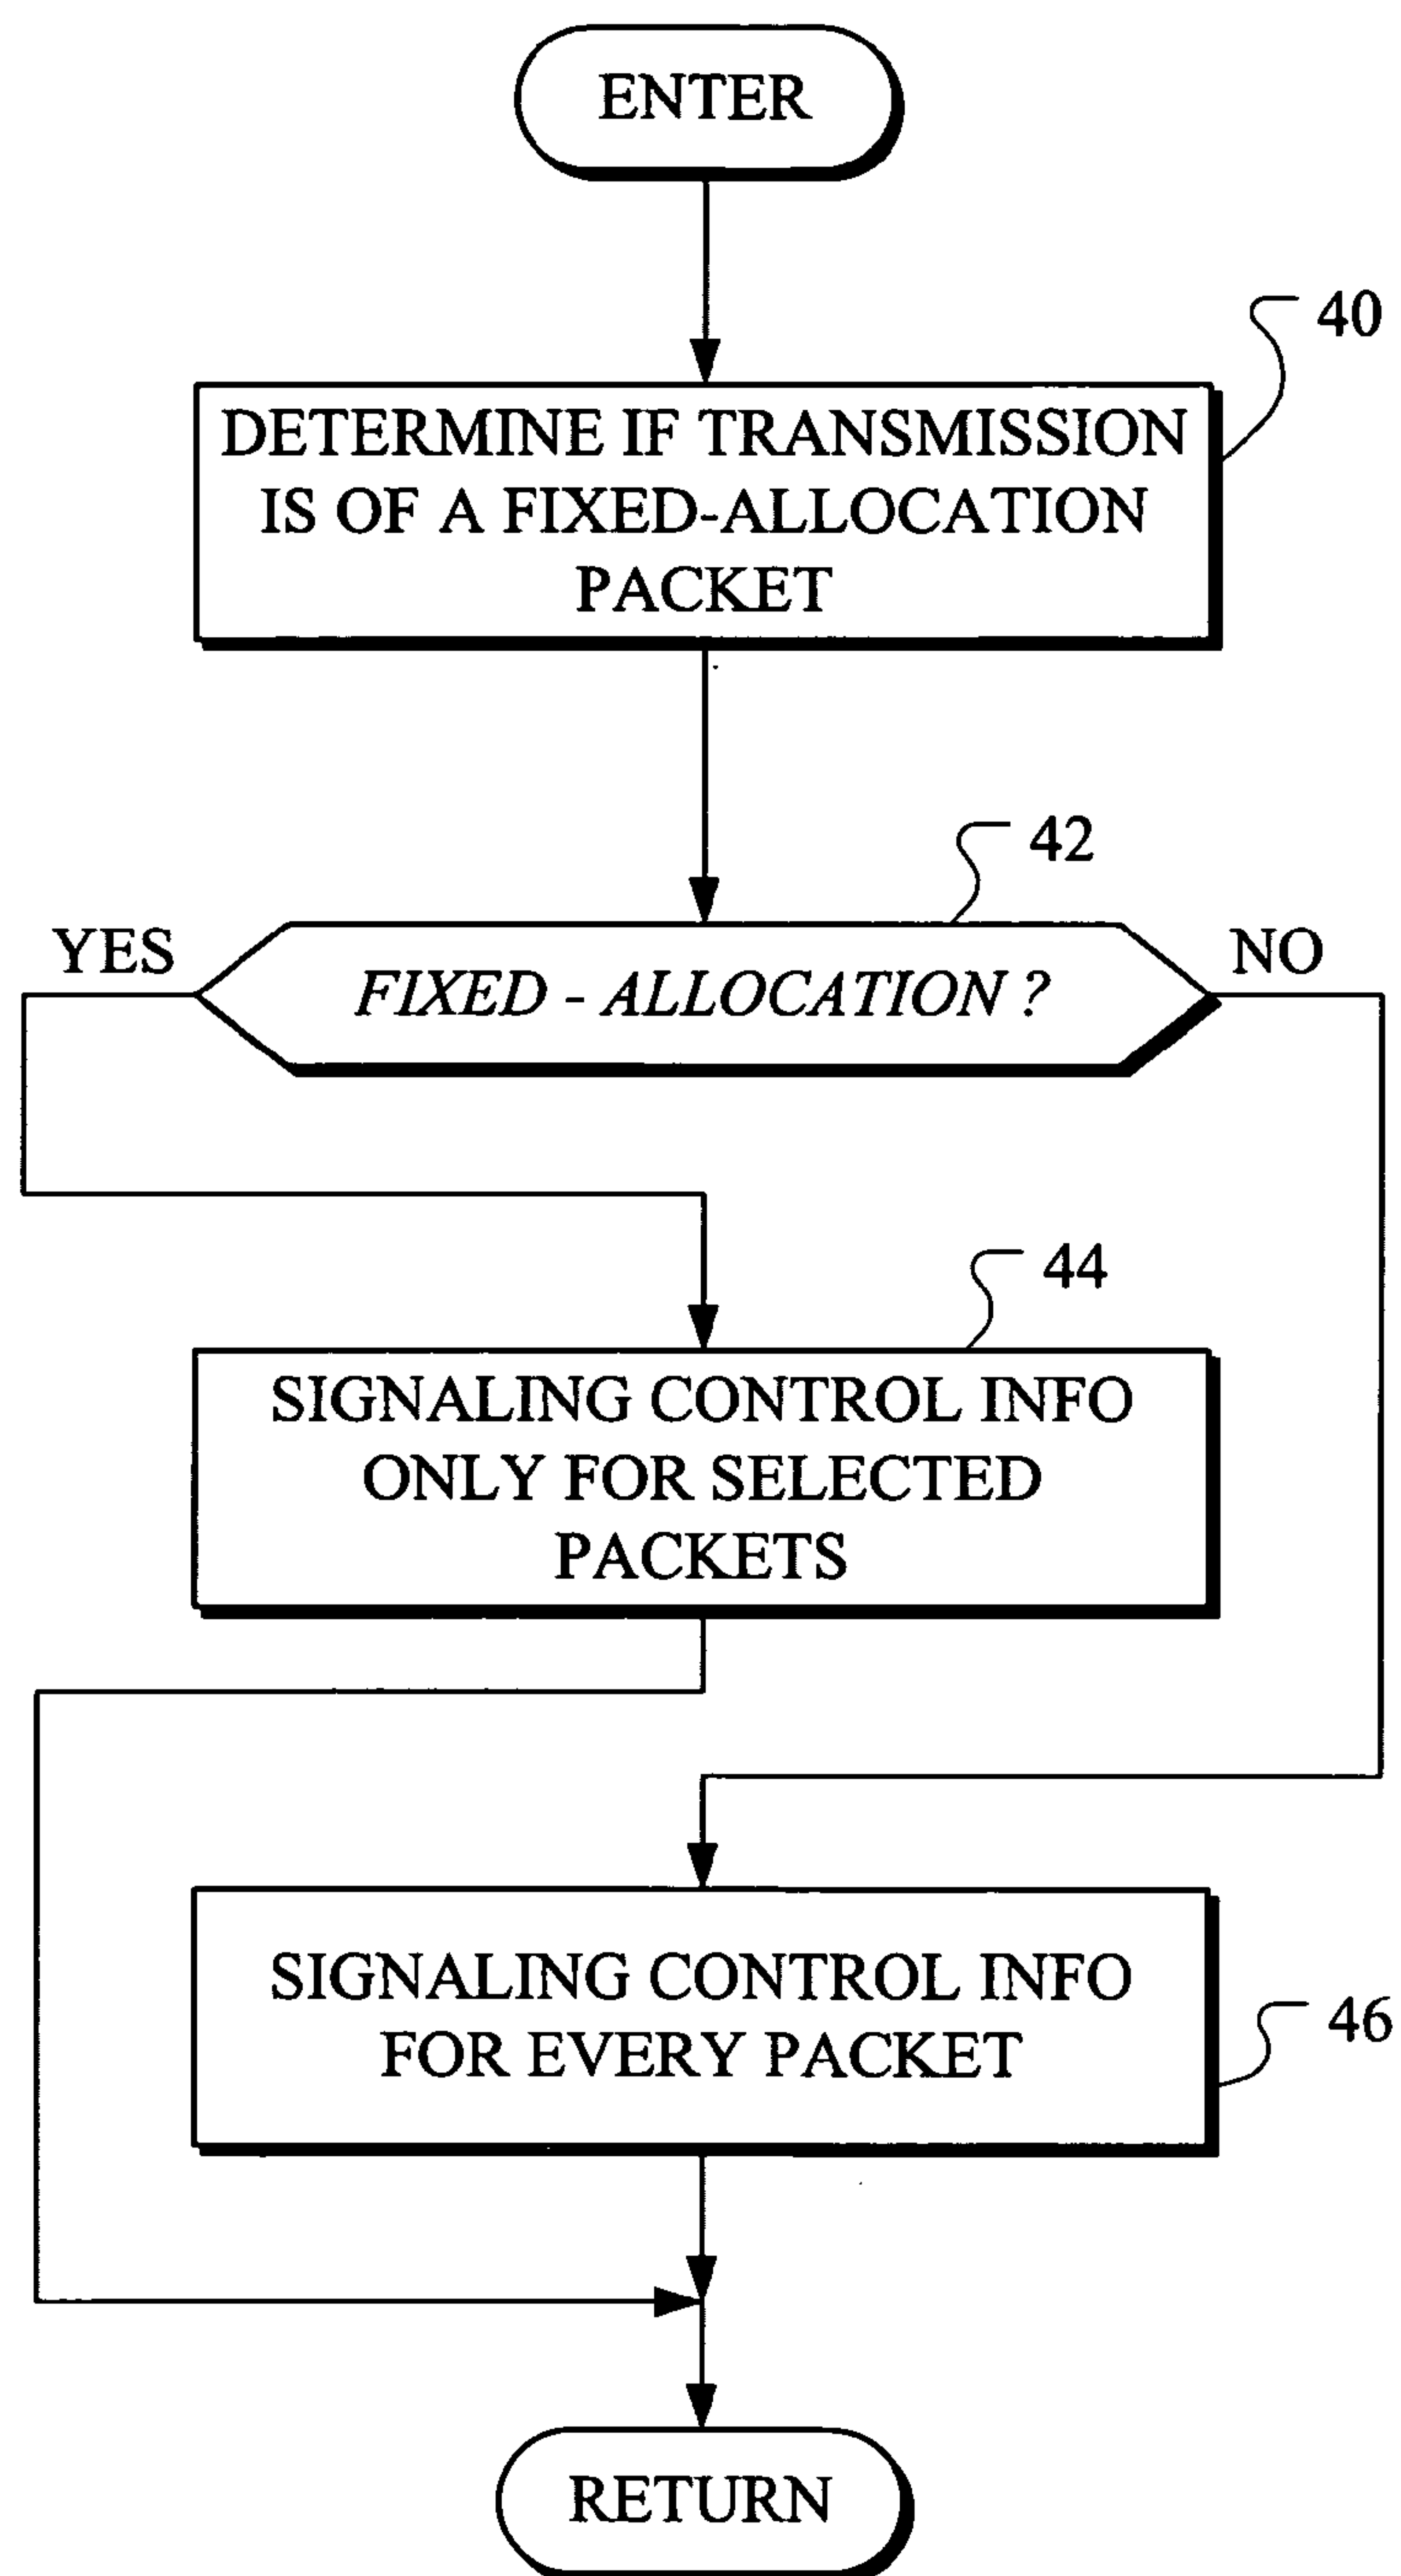 ENTER
40
DETERMINE IF TRANSMISSION
IS OF A FIXED-ALLOCATION
PACKET
42
YES
NO
FIXED - ALLOCATION ?
44
SIGNALING CONTROL INFO
ONLY FOR SELECTED
PACKETS
SIGNALING CONTROL INFO
FOR EVERY PACKET
46
RETURN